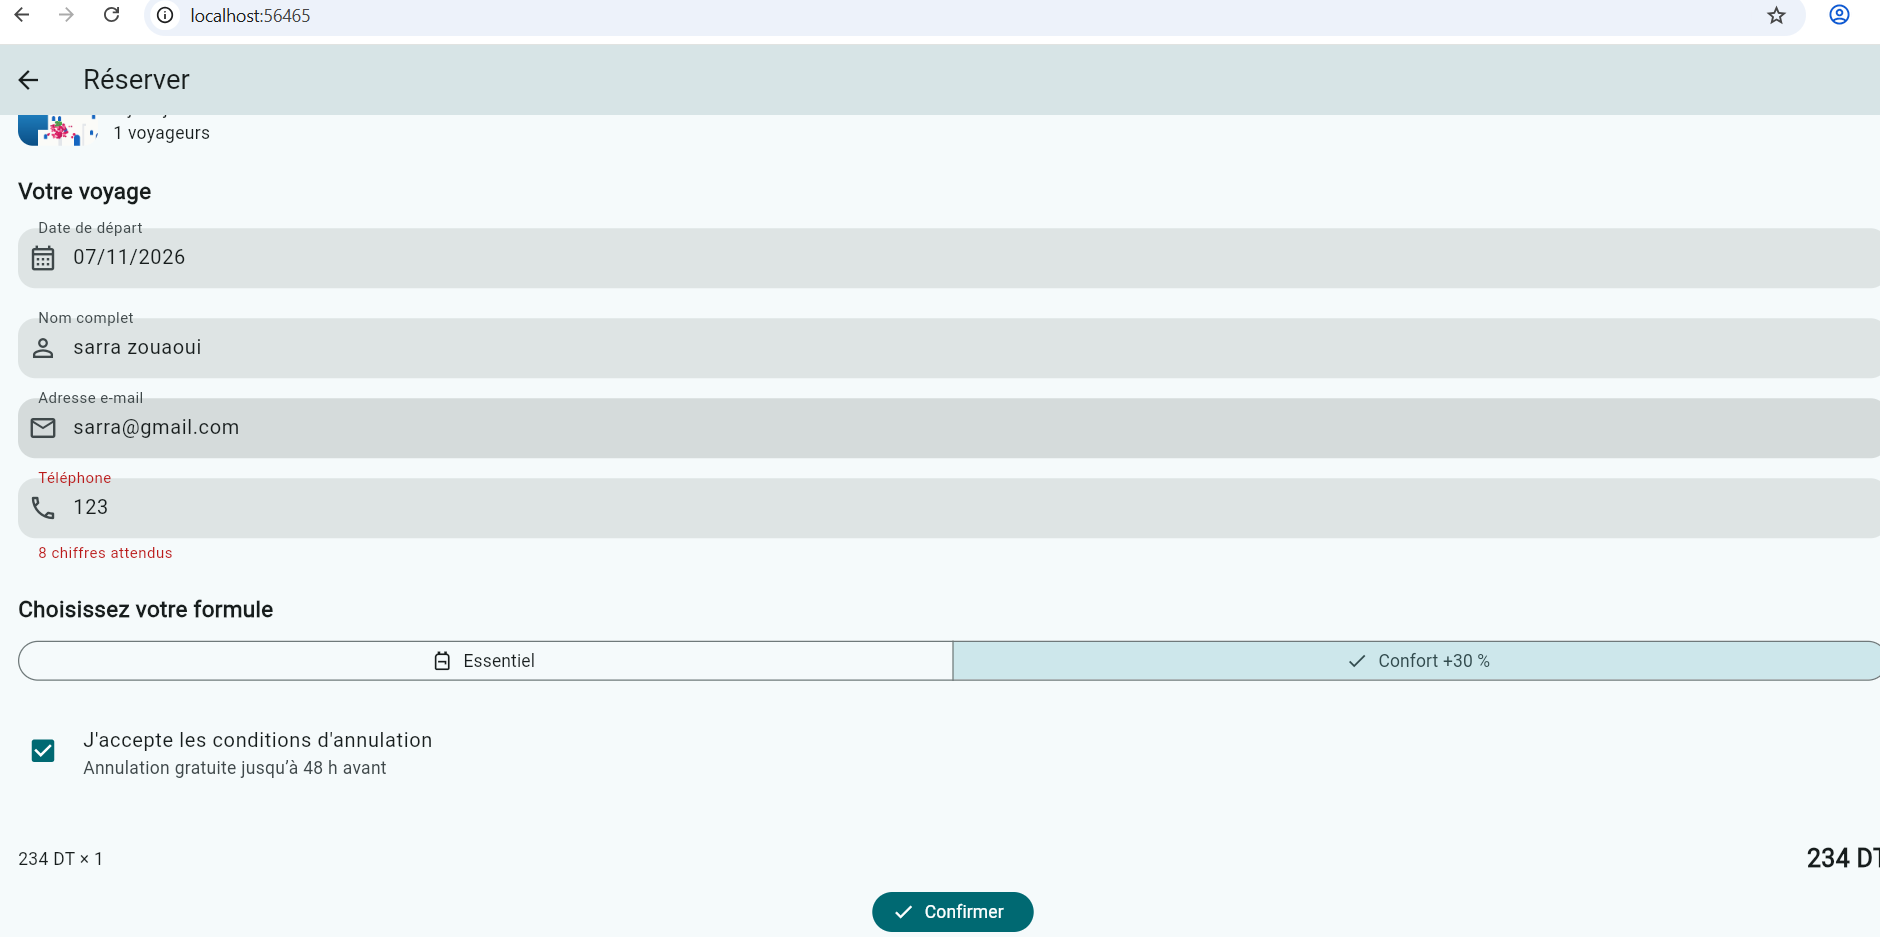 localhost:56465
Réserver
1 voyageurs
Votre voyage
Date de départ
07/11/2026
Nom complet
sarra zouaoui
Adresse e-mail
sarra@gmail.com
Téléphone
123
8 chiffres attendus
Choisissez votre formule
Essentiel
Confort +30 %
J'accepte les conditions d'annulation
Annulation gratuite jusqu’à 48 h avant
234 DT × 1
234 DT
Confirmer